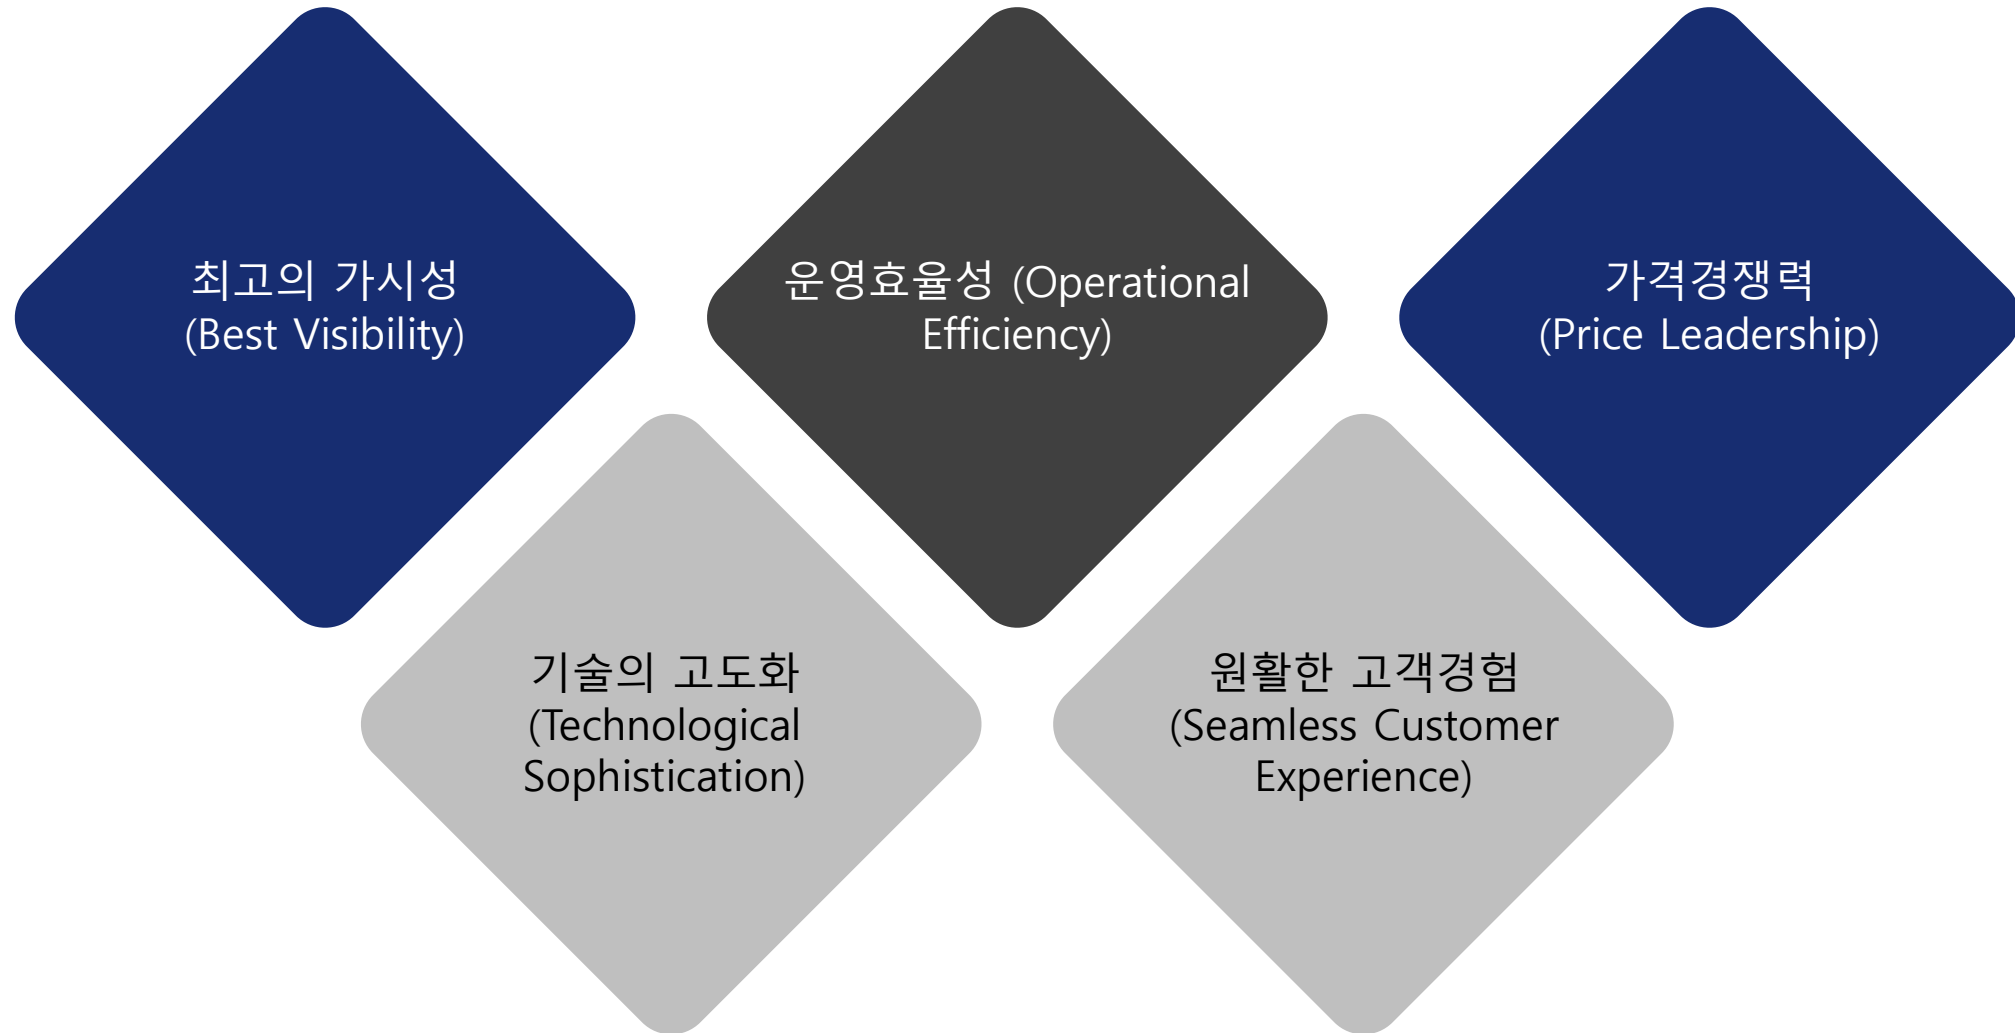 최고의 가시성
(Best Visibility)
운영효율성 (Operational
Efficiency)
가격경쟁력
(Price Leadership)
기술의 고도화
(Technological
Sophistication)
원활한 고객경험
(Seamless Customer
Experience)